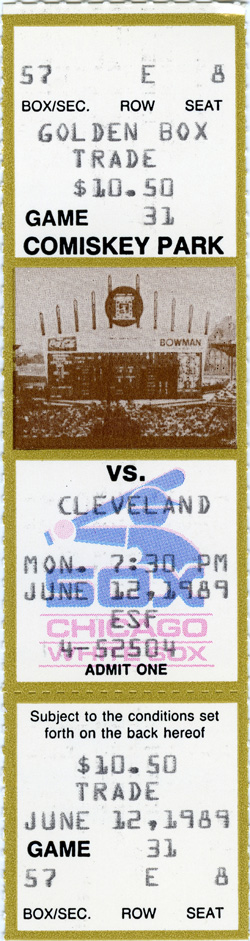 57 E 8
BOX/SEC. ROW SEAT
GOLDEN BOX
TRADE
$10.50
GAME 31
COMISKEY PARK
Coca-Cola
BOWMAN
VS.
CLEVELAND
MON. 7:30 PM
JUNE 12,1989
SOX
ESF
CHICAGO
4-52504
WHITE SOX
ADMIT ONE
Subject to the conditions set
forth on the back hereof
$10.50
TRADE
JUNE 12,1989
GAME 31
57 E 8
BOX/SEC. ROW SEAT